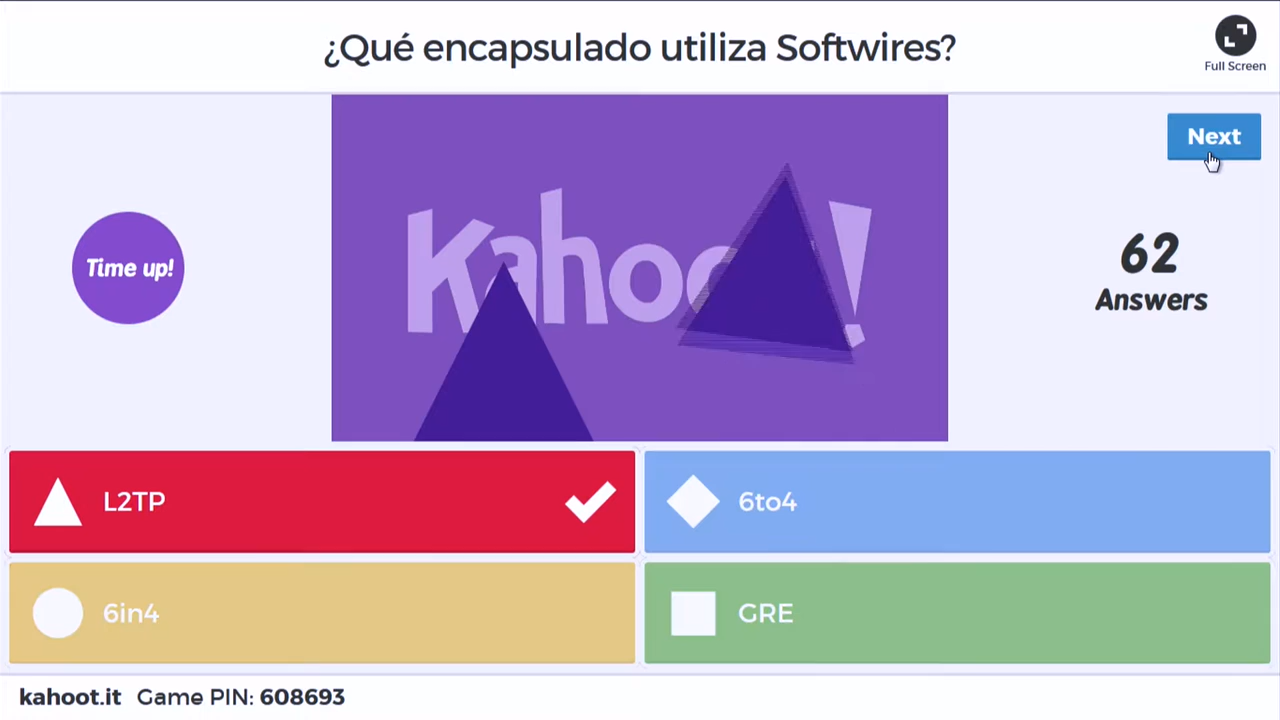 ¿Qué encapsulado utiliza Softwires?
Full Screen
Next
Time up!
Kahoo!
62
Answers
L2TP
6to4
6in4
GRE
kahoot.it Game PIN: 608693